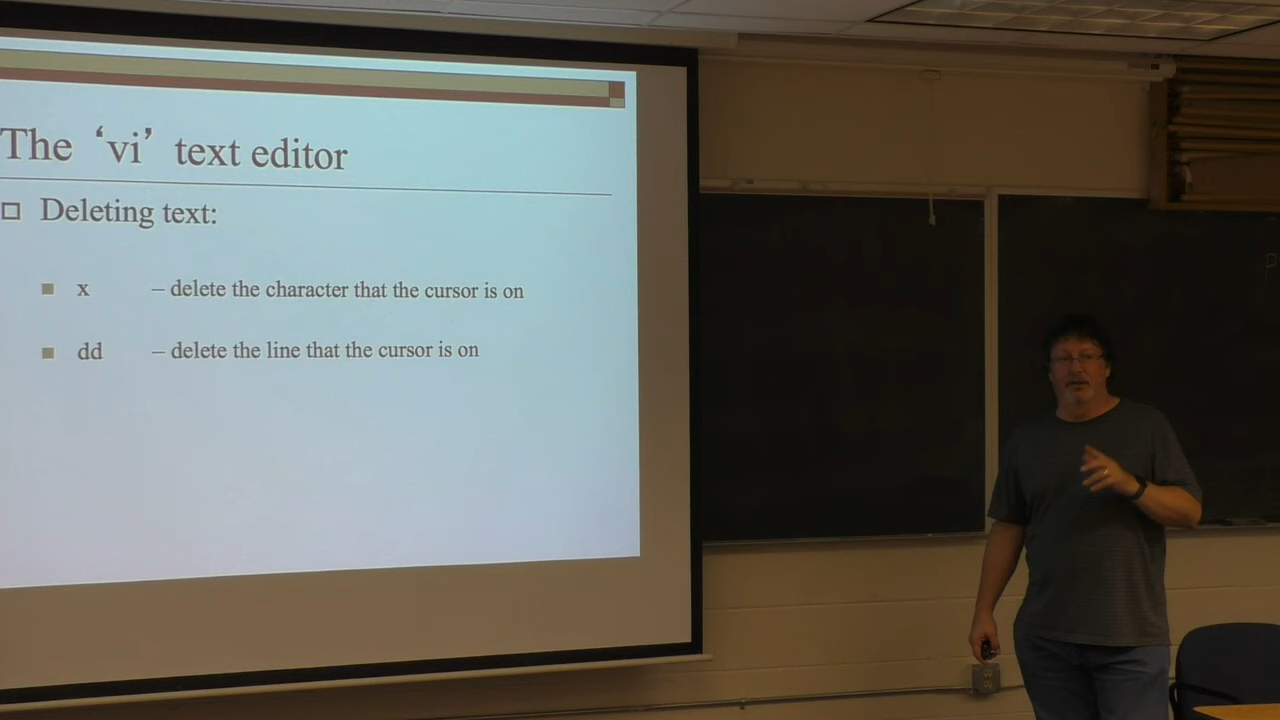 The ‘vi’ text editor
Deleting text:
x – delete the character that the cursor is on
dd – delete the line that the cursor is on